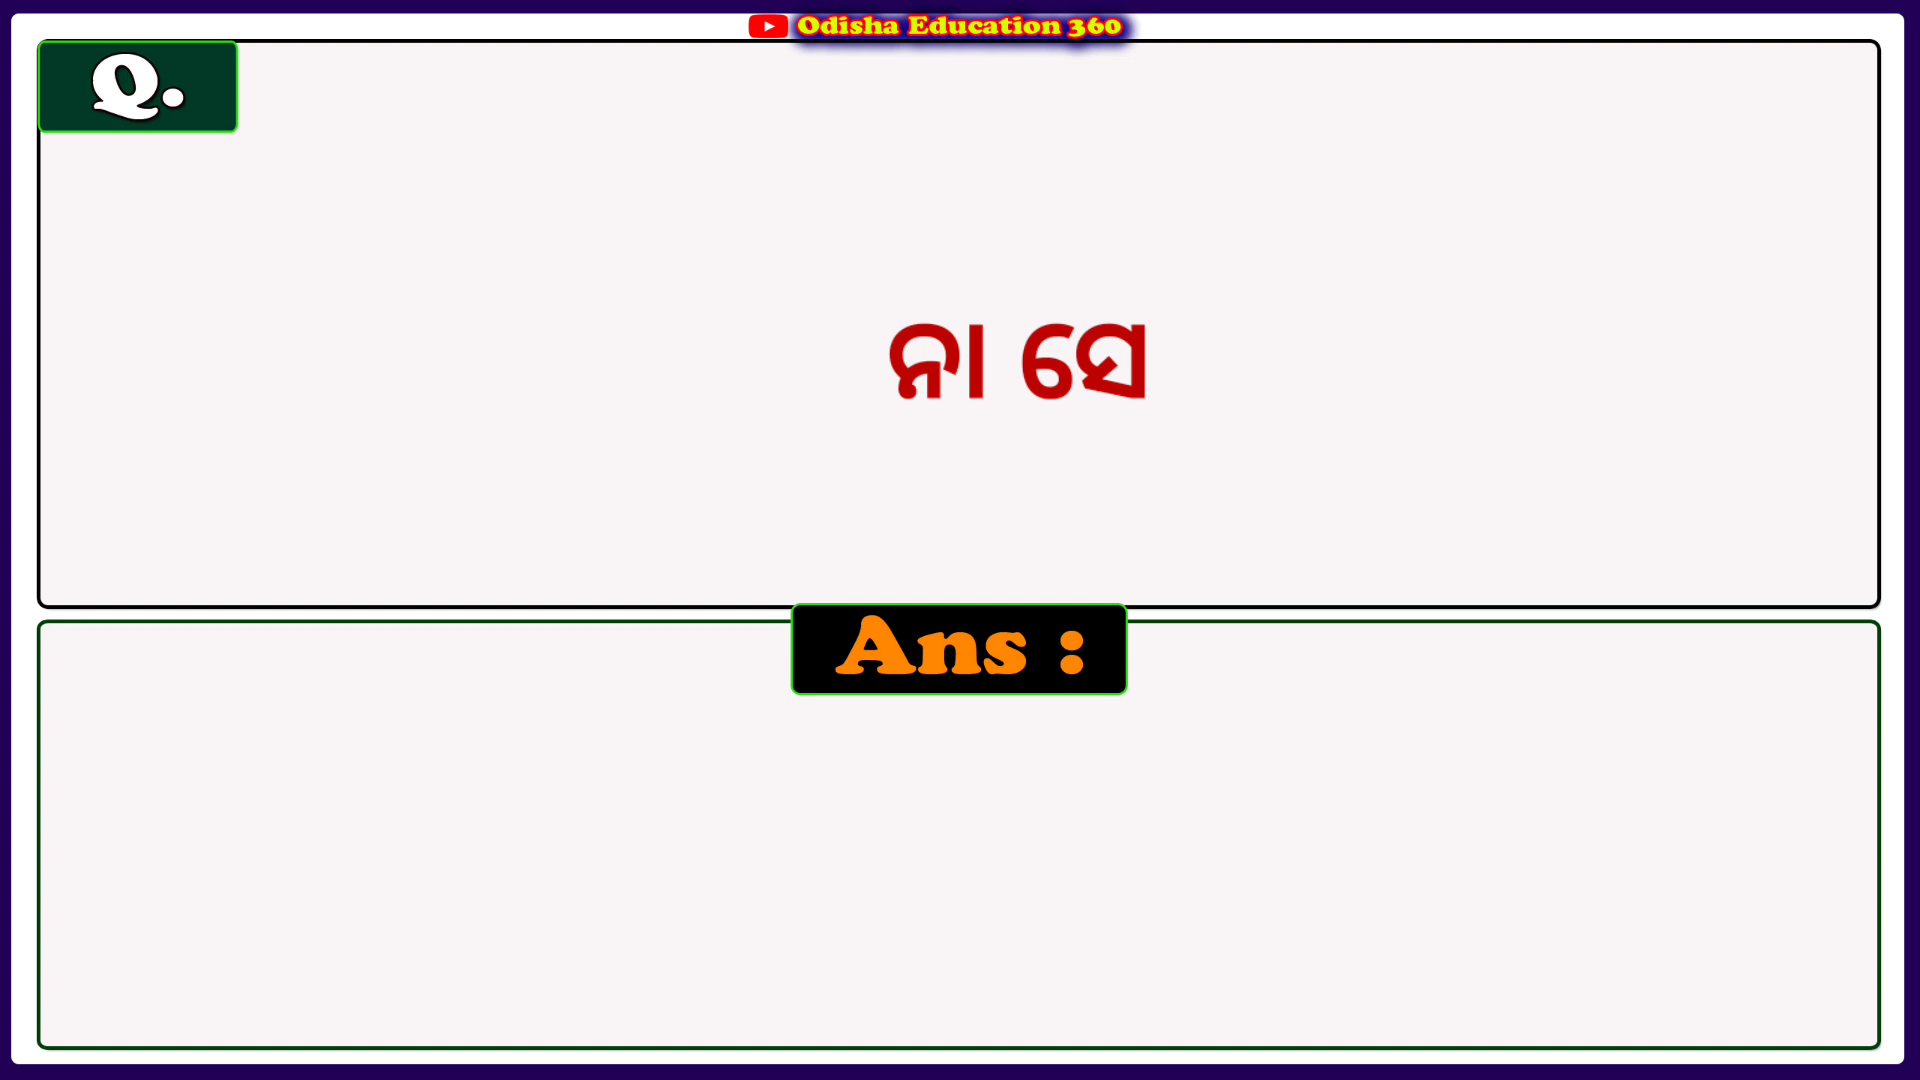 Odisha Education 360
Q.
ନା ସେ
Ans :